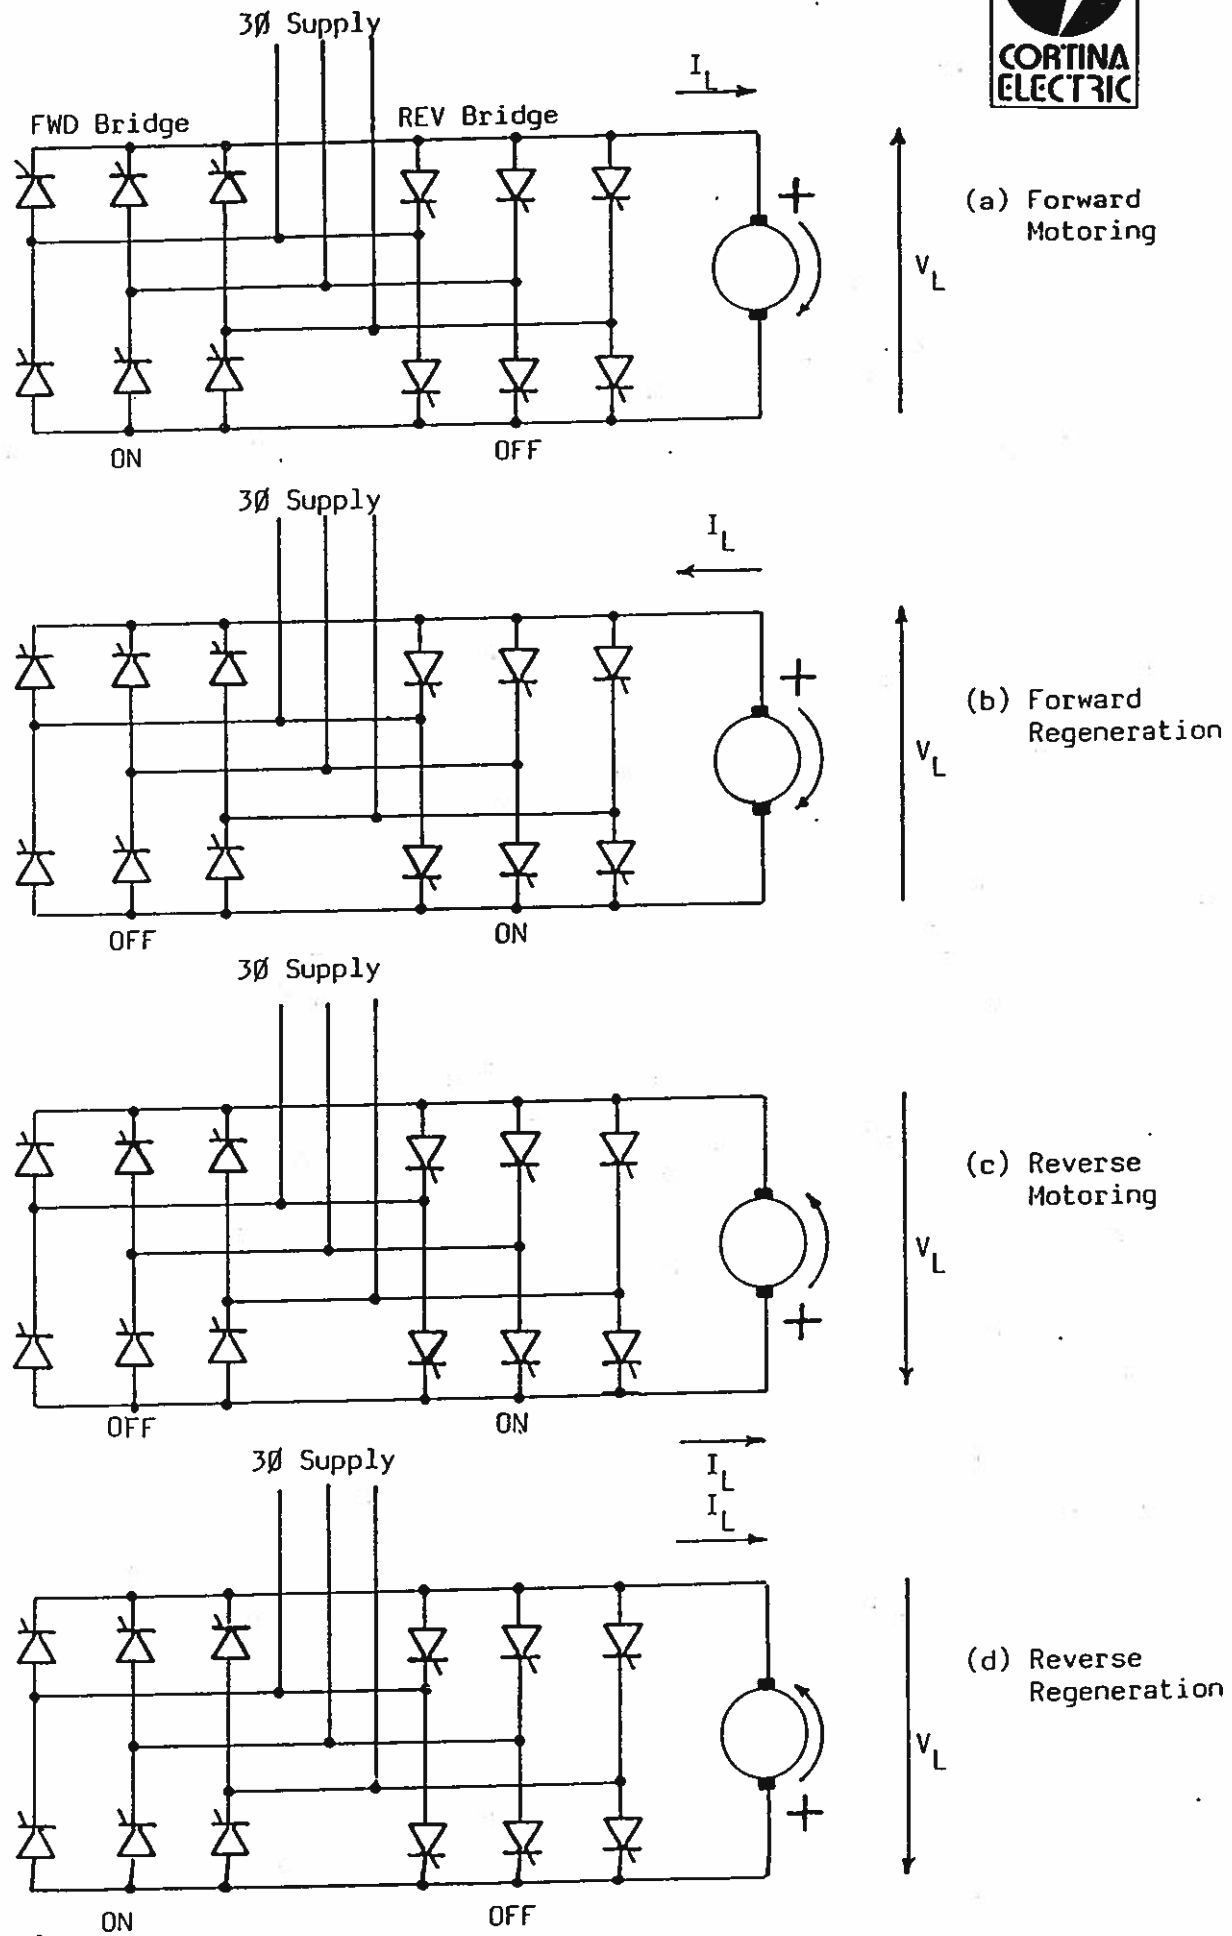 3Ø Supply
CORTINA
ELECTRIC
I L
FWD Bridge
REV Bridge
+
(a) Forward
Motoring
V L
ON
OFF
3Ø Supply
I L
+
(b) Forward
Regeneration
V L
OFF
ON
3Ø Supply
(c) Reverse
Motoring
V L
+
OFF
ON
I L
3Ø Supply
I L
(d) Reverse
Regeneration
V L
+
ON
OFF